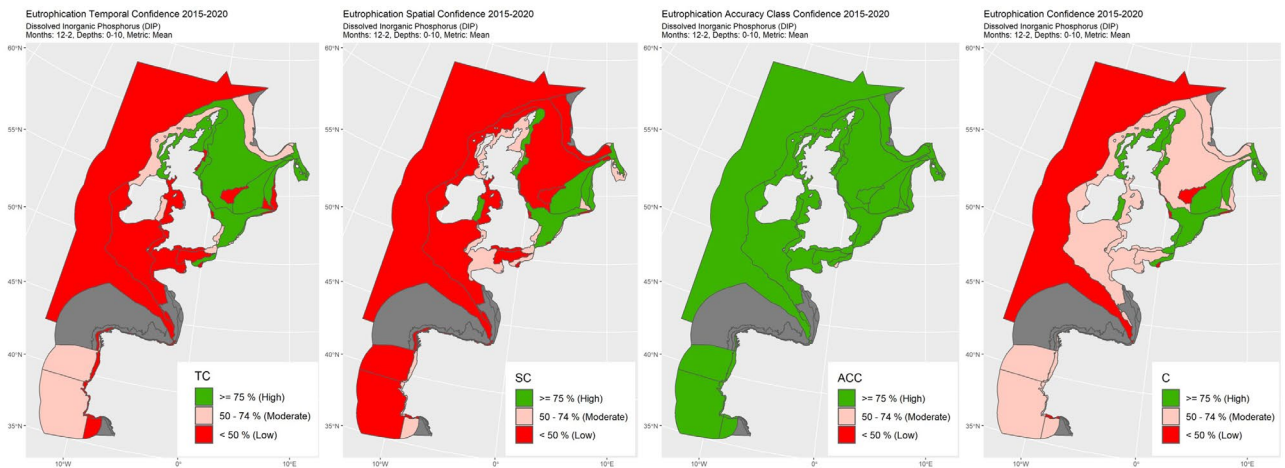 Eutrophication Temporal Confidence 2015-2020
Dissolved Inorganic Phosphorus (DIP)
Months: 12-2, Depths: 0-10, Metric: Mean
60°N
55°N
50°N
45°N
40°N
35°N
10°W
0°
10°E
TC
>= 75 % (High)
50 - 74 % (Moderate)
< 50 % (Low)
Eutrophication Spatial Confidence 2015-2020
Dissolved Inorganic Phosphorus (DIP)
Months: 12-2, Depths: 0-10, Metric: Mean
60°N
55°N
50°N
45°N
40°N
35°N
10°W
0°
10°E
SC
>= 75 % (High)
50 - 74 % (Moderate)
< 50 % (Low)
Eutrophication Accuracy Class Confidence 2015-2020
Dissolved Inorganic Phosphorus (DIP)
Months: 12-2, Depths: 0-10, Metric: Mean
60°N
55°N
50°N
45°N
40°N
35°N
10°W
0°
10°E
ACC
>= 75 % (High)
50 - 74 % (Moderate)
< 50 % (Low)
Eutrophication Confidence 2015-2020
Dissolved Inorganic Phosphorus (DIP)
Months: 12-2, Depths: 0-10, Metric: Mean
60°N
55°N
50°N
45°N
40°N
35°N
10°W
0°
10°E
C
>= 75 % (High)
50 - 74 % (Moderate)
< 50 % (Low)